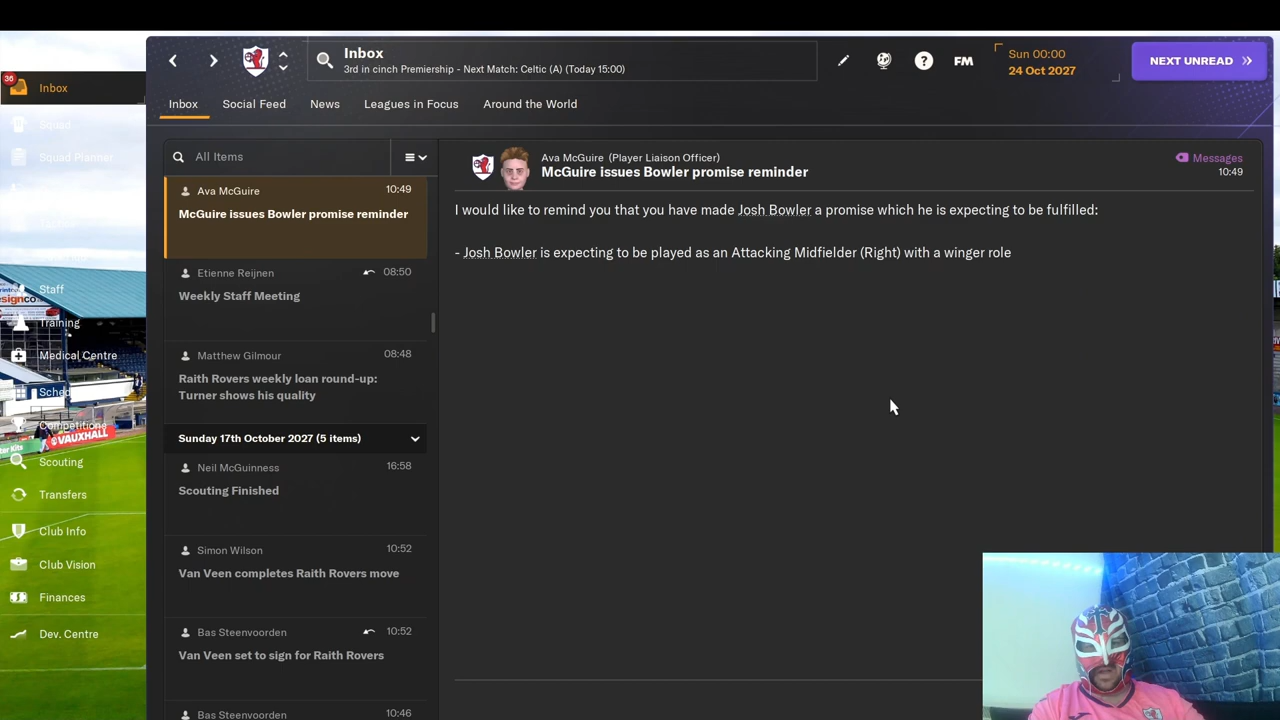 Inbox
3rd in cinch Premiership - Next Match: Celtic (A) (Today 15:00)
FM
Sun 00:00
24 Oct 2027
NEXT UNREAD
36
Inbox
Squad
Squad Planner
Staff
Training
Medical Centre
Sched
Competitions
VAUXHALL
Scouting
Transfers
Club Info
Club Vision
Finances
Dev. Centre
Inbox
Social Feed
News
Leagues in Focus
Around the World
All Items
Ava McGuire 10:49
McGuire issues Bowler promise reminder
Etienne Reijnen 08:50
Weekly Staff Meeting
Matthew Gilmour 08:48
Raith Rovers weekly loan round-up:
Turner shows his quality
Sunday 17th October 2027 (5 items)
Neil McGuinness 16:58
Scouting Finished
Simon Wilson 10:52
Van Veen completes Raith Rovers move
Bas Steenvoorden 10:52
Van Veen set to sign for Raith Rovers
Bas Steenvoorden 10:46
Ava McGuire (Player Liaison Officer)
McGuire issues Bowler promise reminder
Messages
10:49
I would like to remind you that you have made Josh Bowler a promise which he is expecting to be fulfilled:
- Josh Bowler is expecting to be played as an Attacking Midfielder (Right) with a winger role